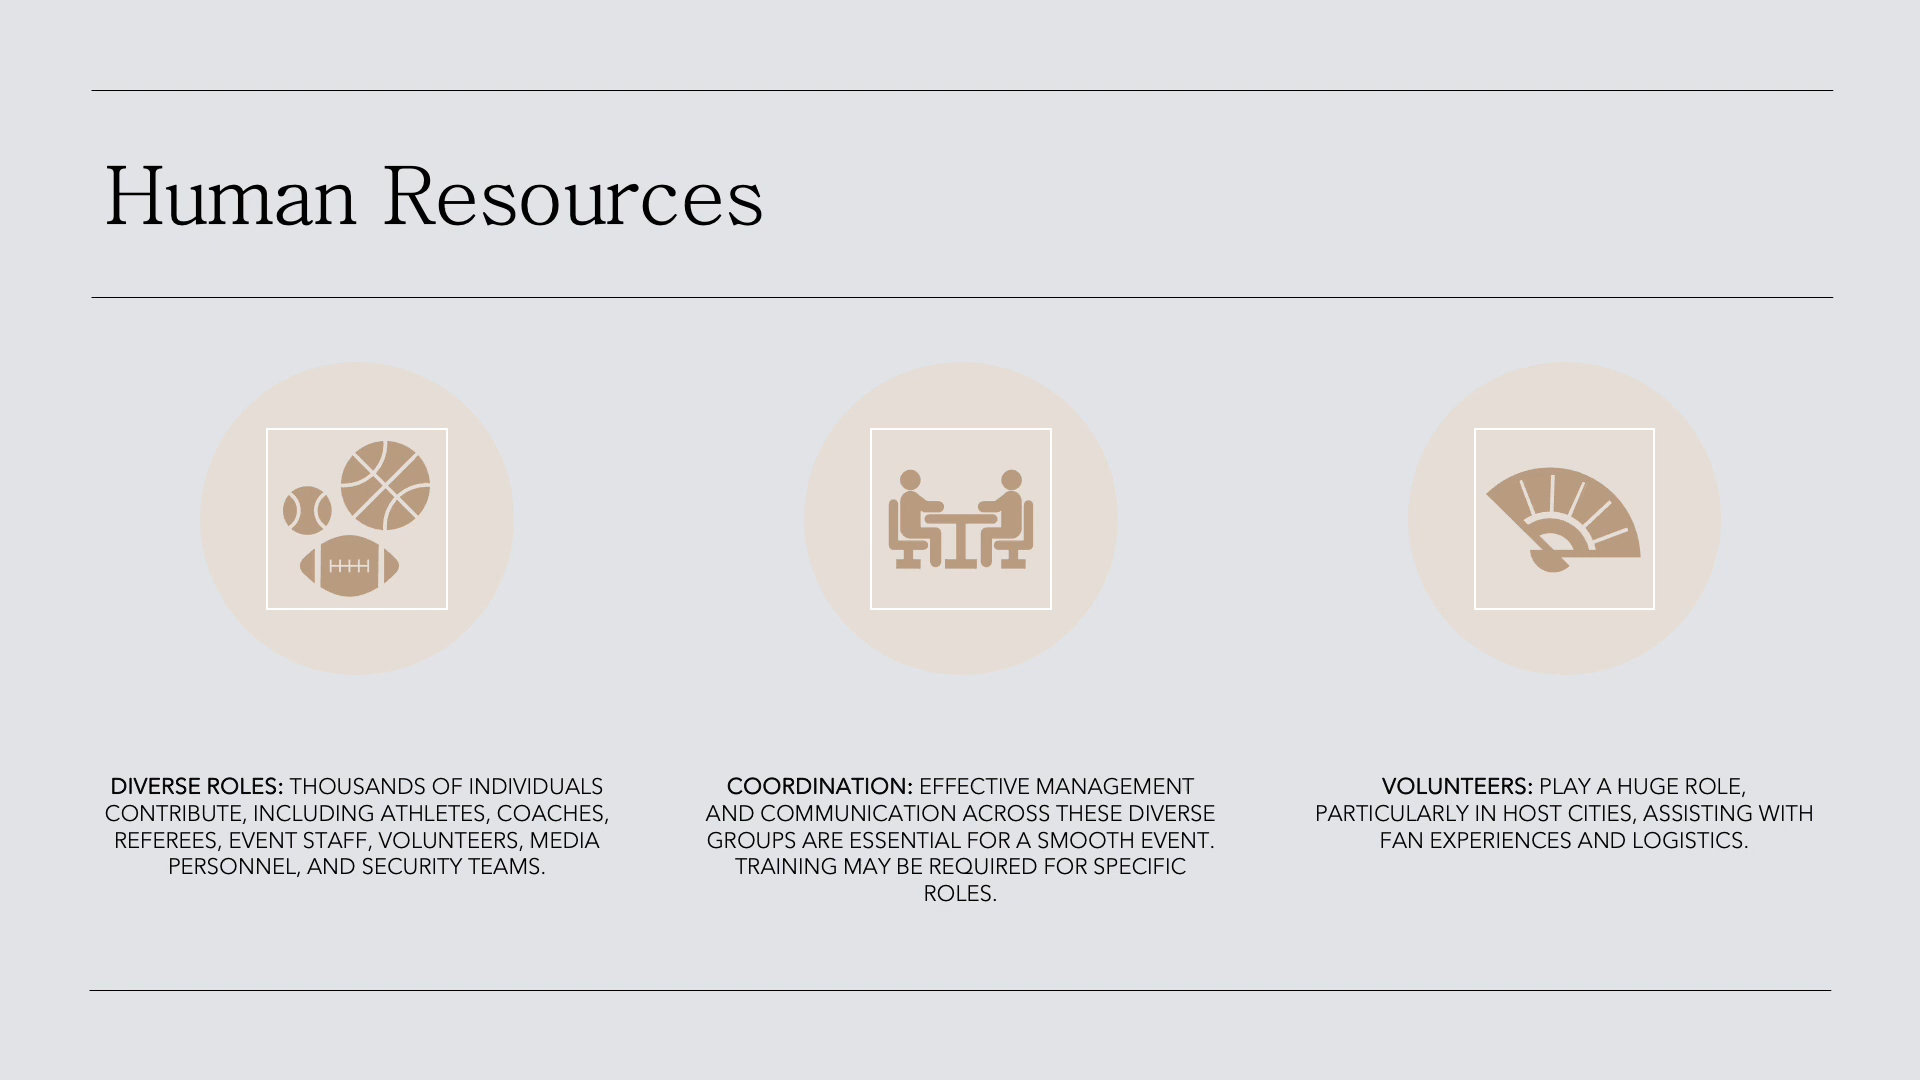 Human Resources
DIVERSE ROLES: THOUSANDS OF INDIVIDUALS
CONTRIBUTE, INCLUDING ATHLETES, COACHES,
REFEREES, EVENT STAFF, VOLUNTEERS, MEDIA
PERSONNEL, AND SECURITY TEAMS.
COORDINATION: EFFECTIVE MANAGEMENT
AND COMMUNICATION ACROSS THESE DIVERSE
GROUPS ARE ESSENTIAL FOR A SMOOTH EVENT.
TRAINING MAY BE REQUIRED FOR SPECIFIC
ROLES.
VOLUNTEERS: PLAY A HUGE ROLE,
PARTICULARLY IN HOST CITIES, ASSISTING WITH
FAN EXPERIENCES AND LOGISTICS.